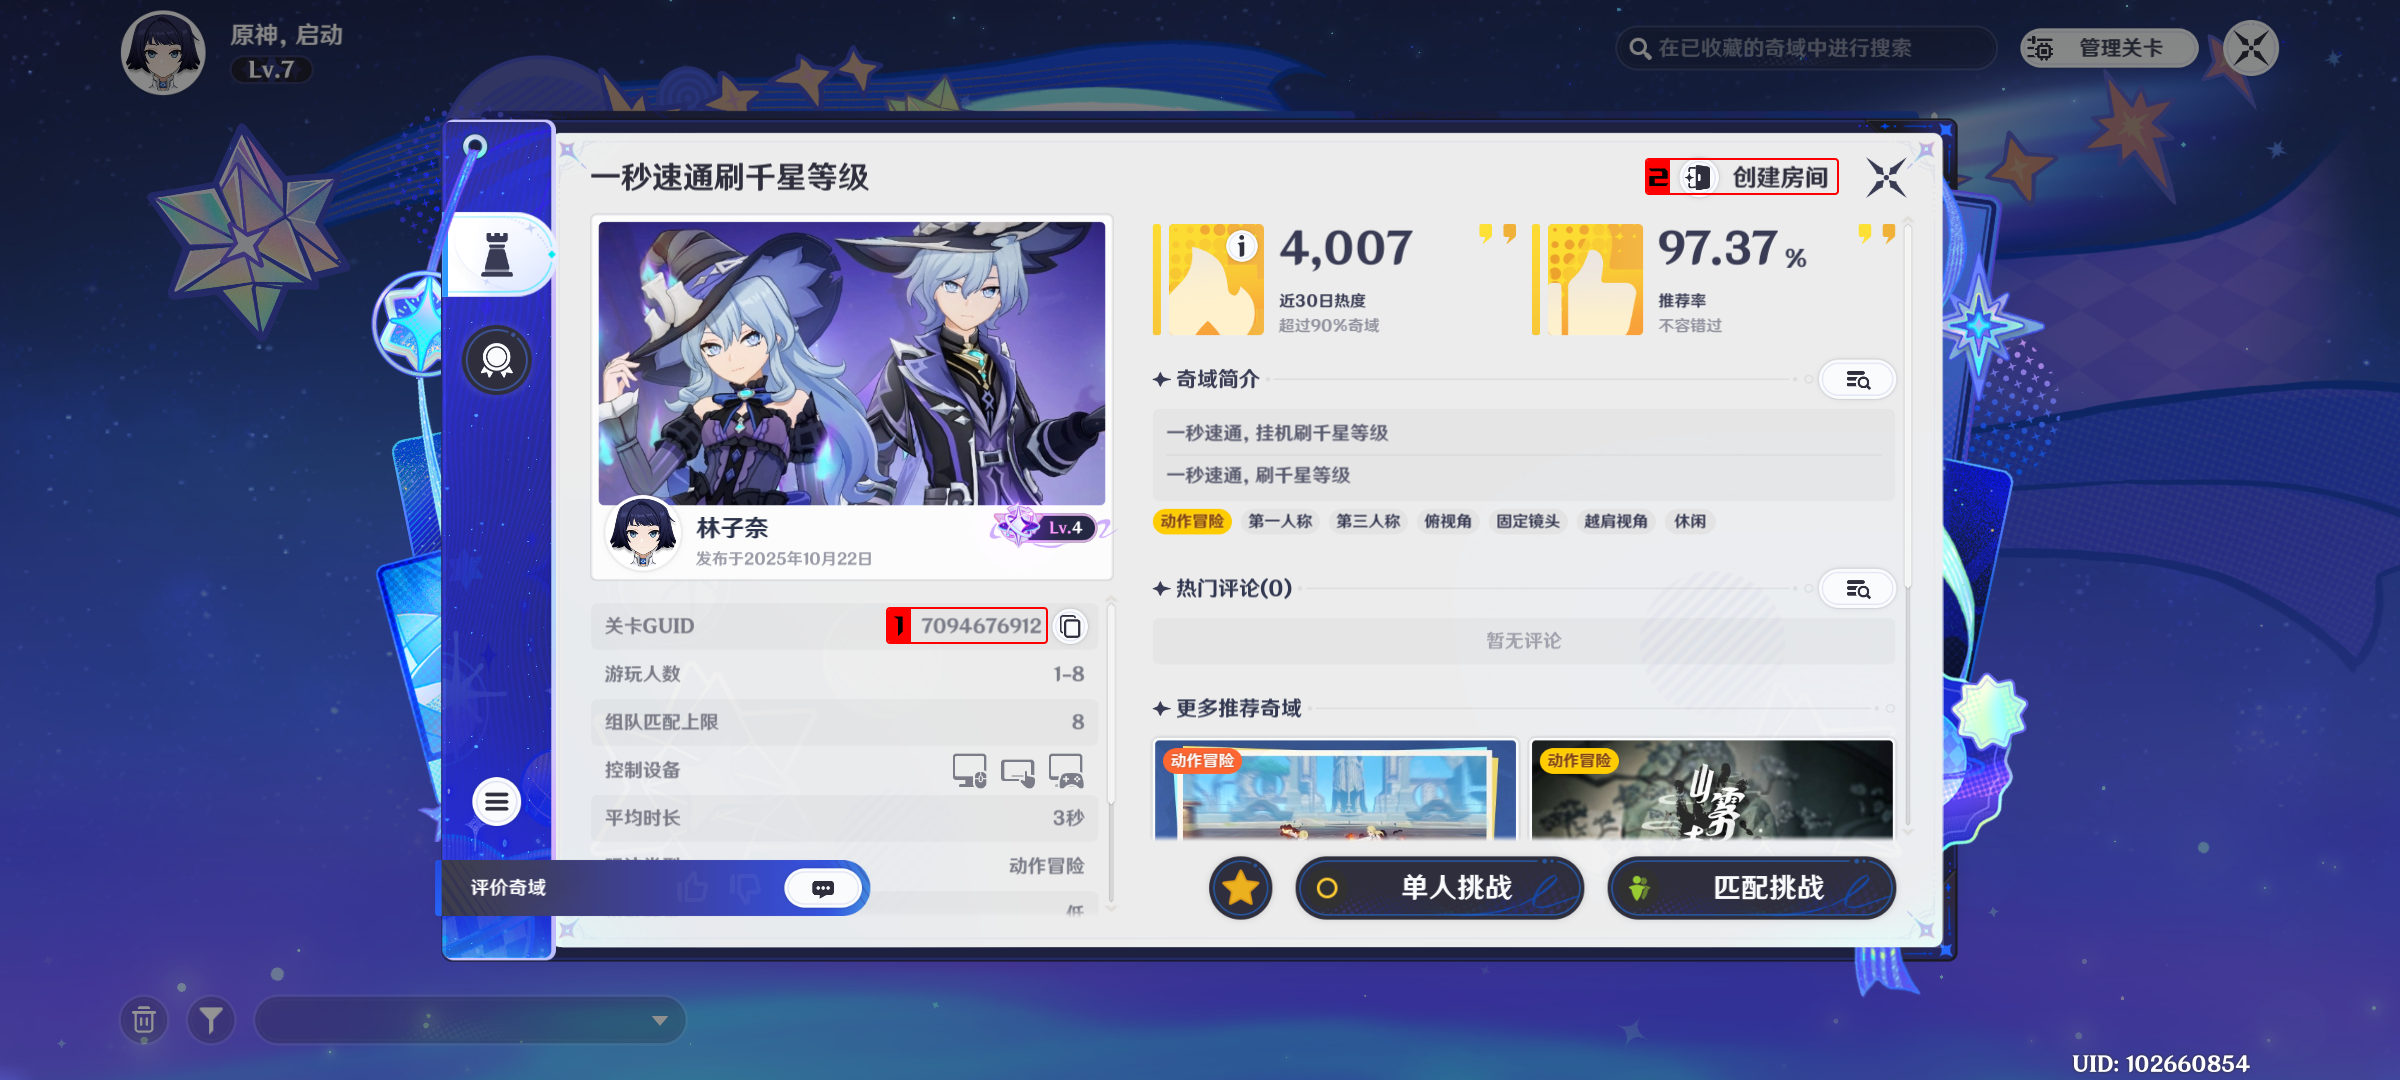 原神，启动
Lv.7
在已收藏的奇域中进行搜索
管理关卡
一秒速通刷千星等级
2
创建房间
4,007
近30日热度
超过90%奇域
97.37%
推荐率
不容错过
奇域简介
一秒速通，挂机刷千星等级
一秒速通，刷千星等级
动作冒险 第一人称 第三人称 俯视角 固定镜头 越肩视角 休闲
林子奈
Lv.4
发布于2025年10月22日
关卡GUID
1
7094676912
游玩人数
1-8
组队匹配上限
8
控制设备
平均时长
3秒
动作冒险
低
评价奇域
热门评论(0)
暂无评论
更多推荐奇域
动作冒险
动作冒险
山雾
单人挑战
匹配挑战
UID: 102660854